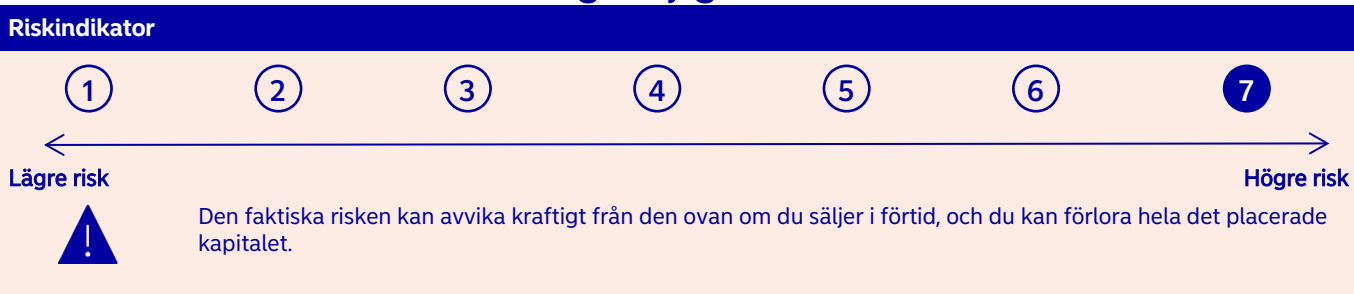 Riskindikator
1 2 3 4 5 6 7
Lägre risk Högre risk
Den faktiska risken kan avvika kraftigt från den ovan om du säljer i förtid, och du kan förlora hela det placerade
kapitalet.